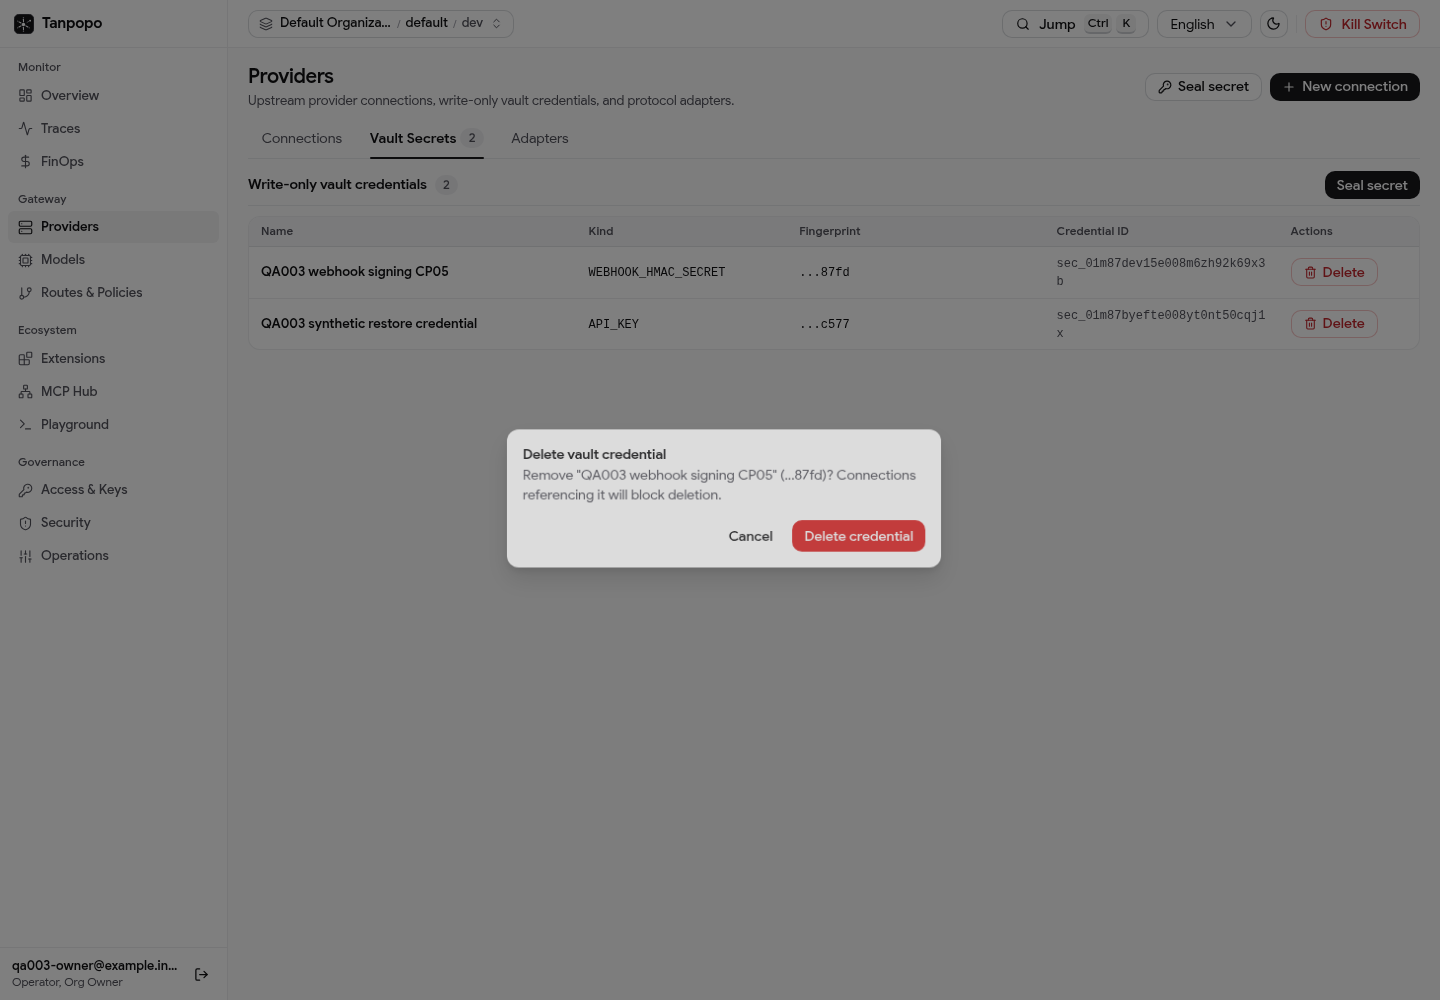 Tanpopo
Default Organiza... / default / dev
Jump Ctrl K
English
Kill Switch
Monitor
Overview
Traces
FinOps
Gateway
Providers
Models
Routes & Policies
Ecosystem
Extensions
MCP Hub
Playground
Governance
Access & Keys
Security
Operations
qa003-owner@example.in...
Operator, Org Owner
Providers
Upstream provider connections, write-only vault credentials, and protocol adapters.
Seal secret
New connection
Connections
Vault Secrets 2
Adapters
Write-only vault credentials 2
Seal secret
Name Kind Fingerprint Credential ID Actions
QA003 webhook signing CP05 WEBHOOK_HMAC_SECRET ...87fd sec_01m87dev15e008m6zh92k69x3
b
Delete
QA003 synthetic restore credential API_KEY ...c577 sec_01m87byefte008yt0nt50cqj1
x
Delete
Delete vault credential
Remove "QA003 webhook signing CP05" (...87fd)? Connections
referencing it will block deletion.
Cancel
Delete credential